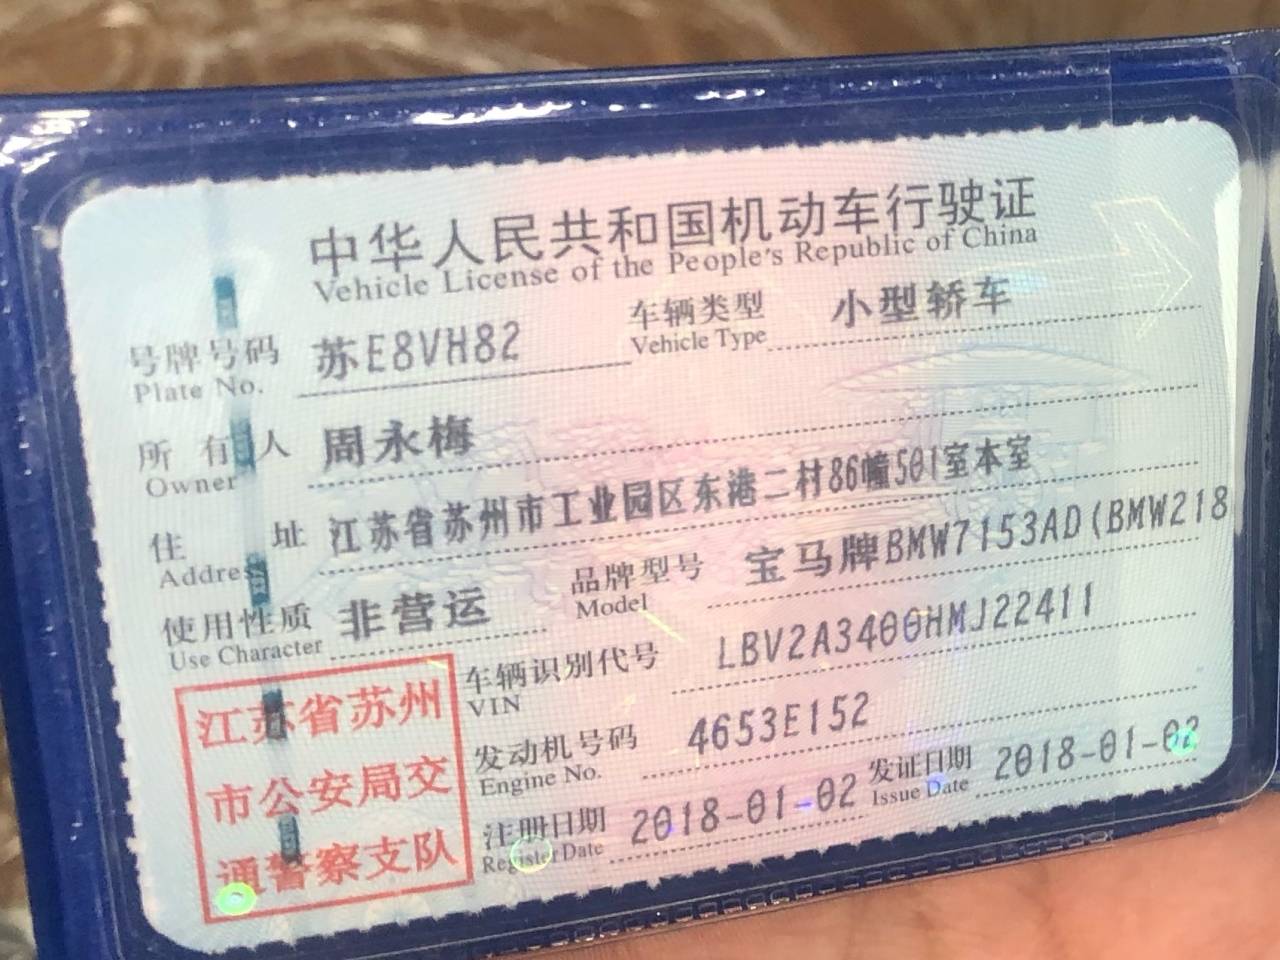 中华人民共和国机动车行驶证
Vehicle License of the People's Republic of China
号牌号码 苏E8VH82 车辆类型 小型轿车
Plate No. Vehicle Type
所有人 周永梅
Owner
住址 江苏省苏州市工业园区东港二村86幢501室本室
Address
使用性质 非营运 品牌型号 宝马牌BMW7153AD(BMW218
Use Character Model
车辆识别代号 LBV2A3400HMJ22411
VIN
发动机号码 4653E152
Engine No.
注册日期 2018-01-02 发证日期 2018-01-02
Register Date Issue Date
江苏省苏州
市公安局交
通警察支队